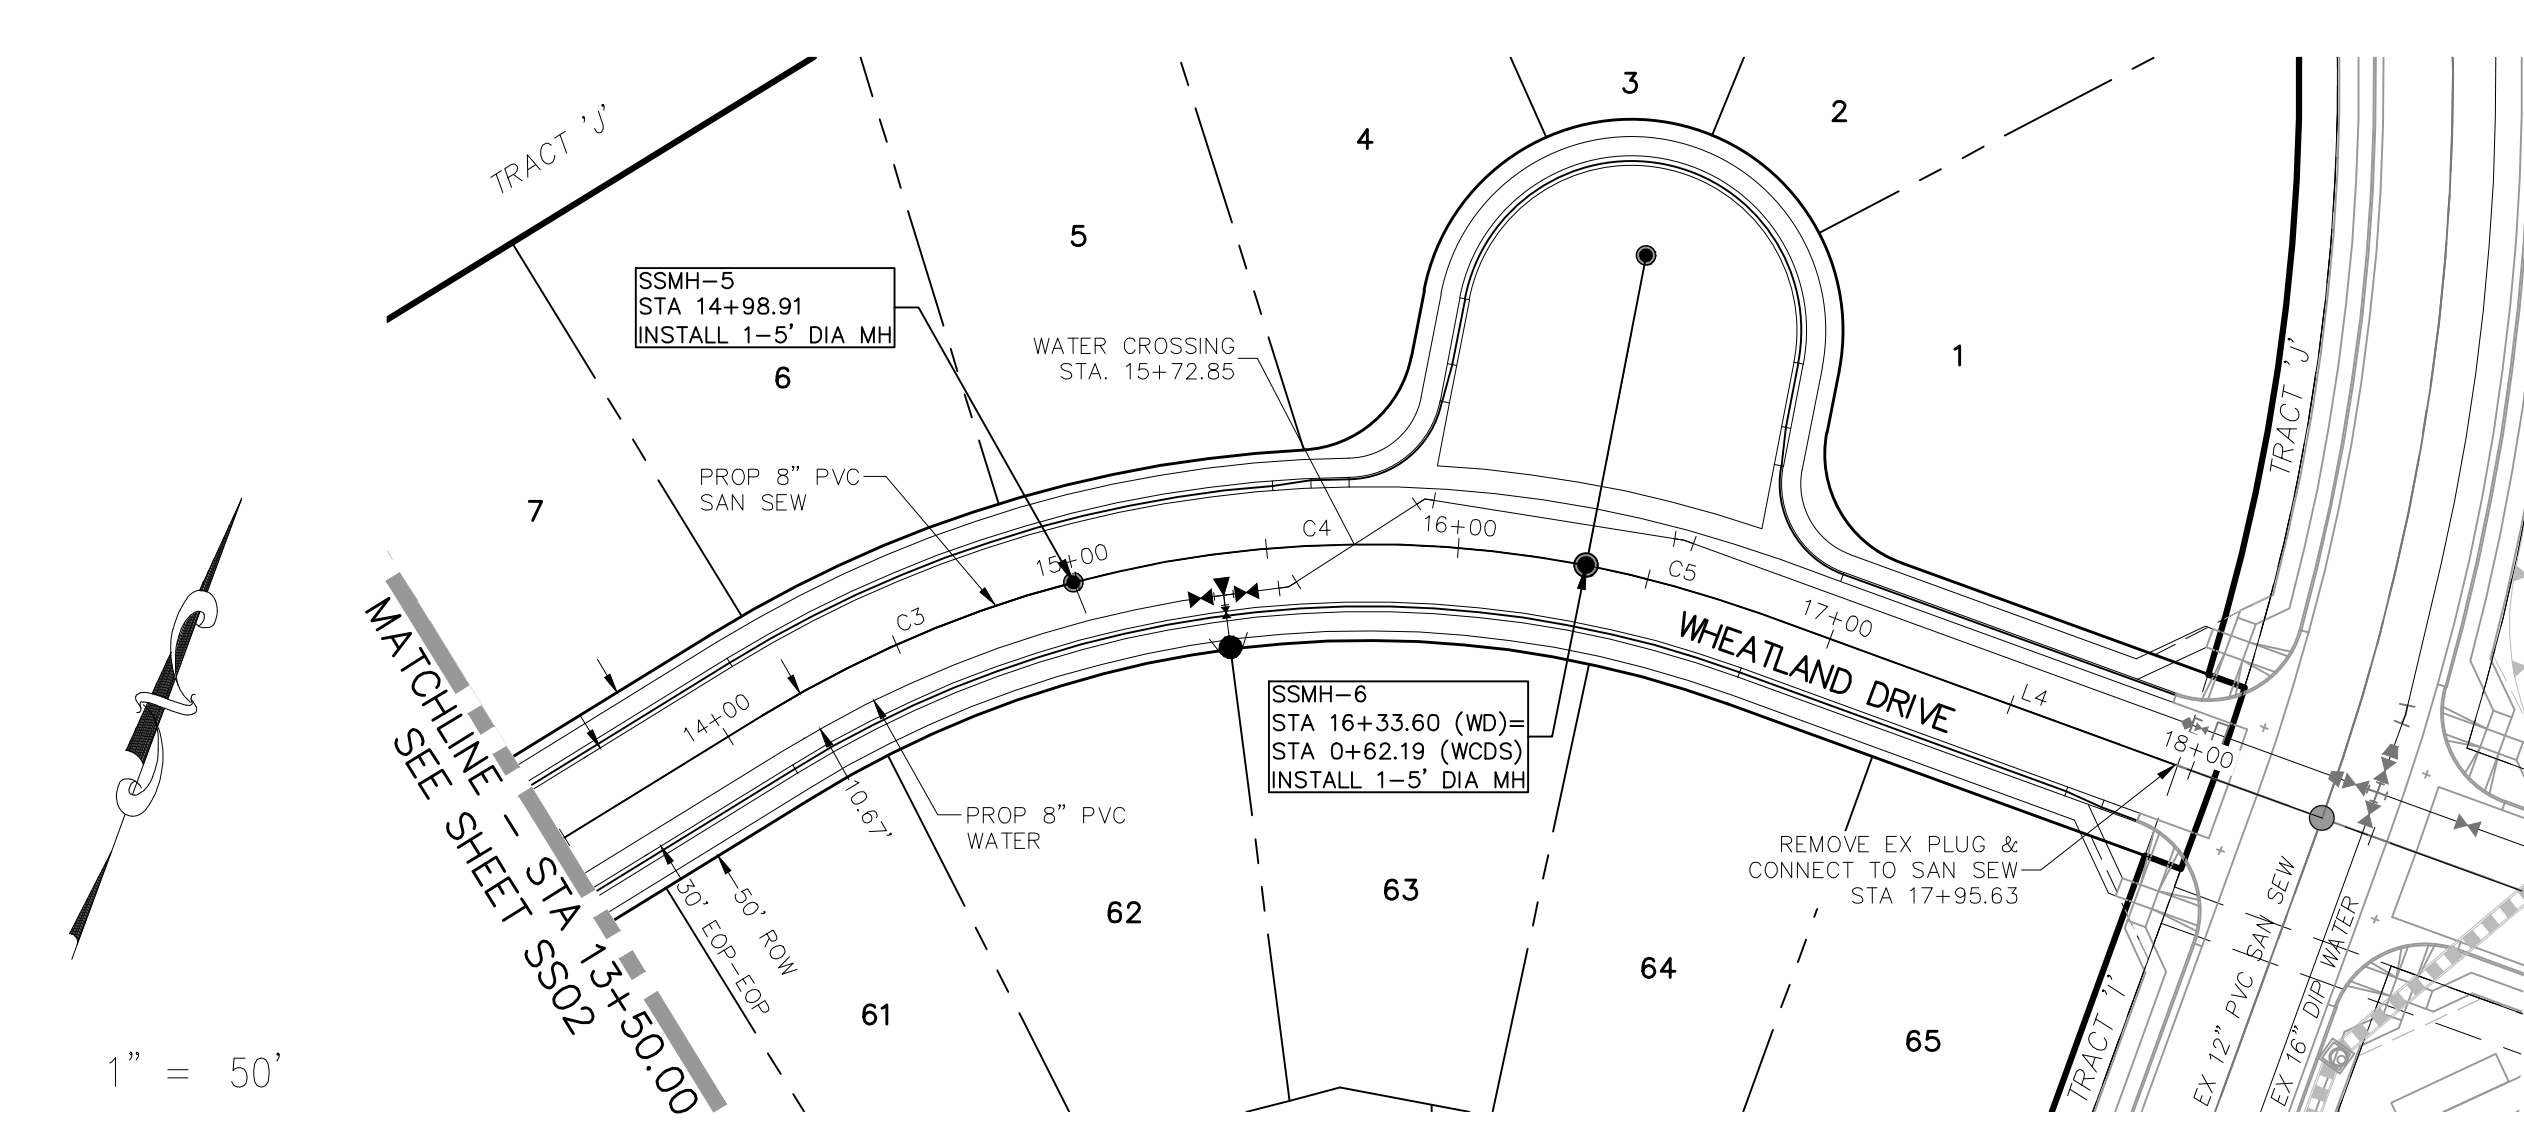 TRACT 'J'
3
2
4
5
SSMH-5
STA 14+98.91
INSTALL 1-5' DIA MH
6
WATER CROSSING
STA. 15+72.85
1
TRACT 'J'
PROP 8" PVC
SAN SEW
7
15+00
C4
16+00
C5
C3
17+00
WHEATLAND DRIVE
L4
14+00
18+00
MATCHLINE - STA 13+50.00
SEE SHEET SS02
SSMH-6
STA 16+33.60 (WD)=
STA 0+62.19 (WCDS)
INSTALL 1-5' DIA MH
10.67'
PROP 8" PVC
WATER
30' EOP-EOP
50' ROW
REMOVE EX PLUG &
CONNECT TO SAN SEW
STA 17+95.63
61
62
63
64
65
TRACT 'I'
EX 12" PVC SAN SEW
EX 16" DIP WATER
1" = 50'